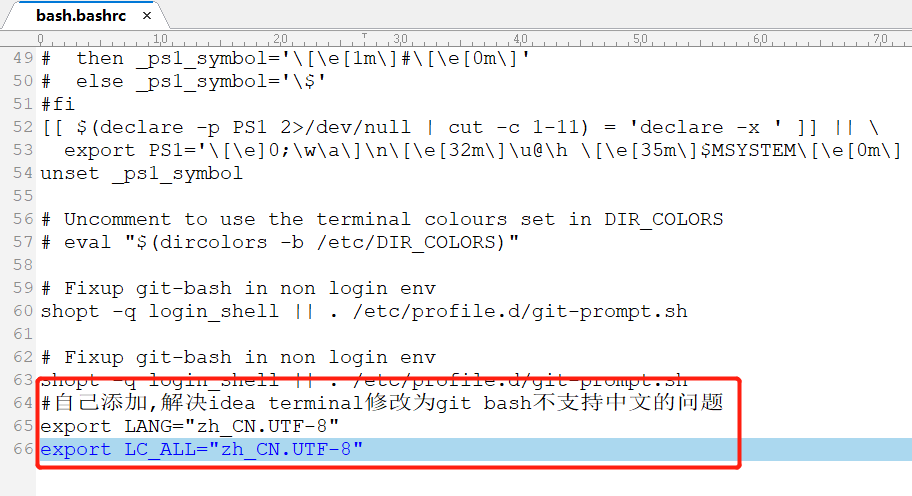 bash.bashrc ×
0 10 20 30 40 50 60 70
49 #  then _ps1_symbol='\[\e[1m\]#\[\e[0m\]'
50 #  else _ps1_symbol='\$'
51 #fi
52 [[ $(declare -p PS1 2>/dev/null | cut -c 1-11) = 'declare -x ' ]] || \
53   export PS1='\[\e]0;\w\a\]\n\[\e[32m\]\u@\h \[\e[35m\]$MSYSTEM\[\e[0m\]
54 unset _ps1_symbol
55
56 # Uncomment to use the terminal colours set in DIR_COLORS
57 # eval "$(dircolors -b /etc/DIR_COLORS)"
58
59 # Fixup git-bash in non login env
60 shopt -q login_shell || . /etc/profile.d/git-prompt.sh
61
62 # Fixup git-bash in non login env
63 shopt -q login_shell || . /etc/profile.d/git-prompt.sh
64 #自己添加,解决idea terminal修改为git bash不支持中文的问题
65 export LANG="zh_CN.UTF-8"
66 export LC_ALL="zh_CN.UTF-8"